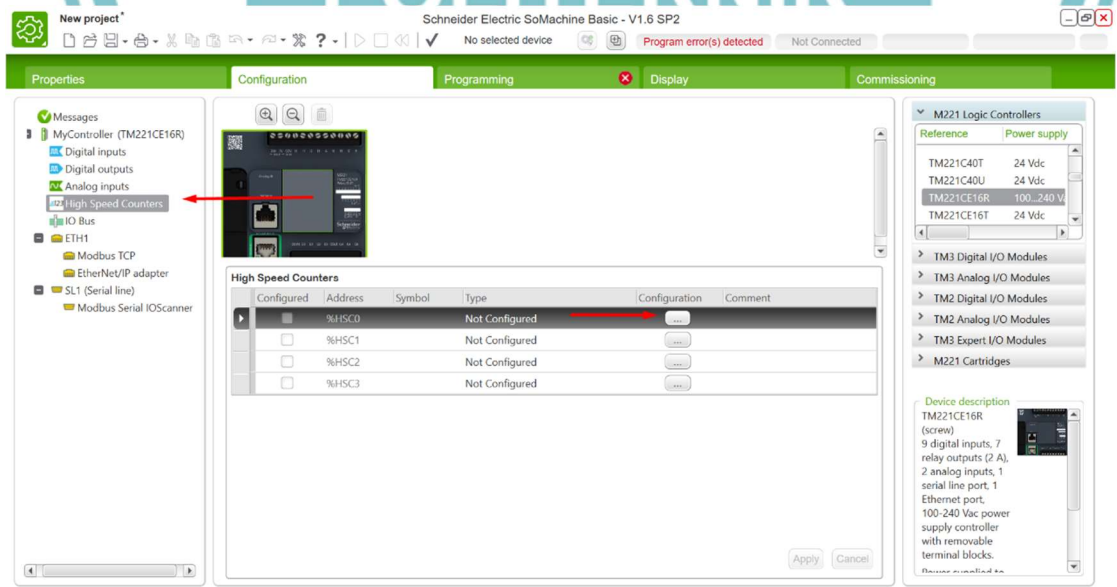 New project*
Schneider Electric SoMachine Basic - V1.6 SP2
No selected device
Program error(s) detected
Not Connected
Properties
Configuration
Programming
Display
Commissioning
Messages
MyController (TM221CE16R)
Digital inputs
Digital outputs
Analog inputs
High Speed Counters
IO Bus
ETH1
Modbus TCP
EtherNet/IP adapter
SL1 (Serial line)
Modbus Serial IOScanner
High Speed Counters
Configured Address Symbol Type Configuration Comment
%HSC0 Not Configured ...
%HSC1 Not Configured ...
%HSC2 Not Configured ...
%HSC3 Not Configured ...
Apply Cancel
M221 Logic Controllers
Reference Power supply
TM221C40T 24 Vdc
TM221C40U 24 Vdc
TM221CE16R 100...240 V
TM221CE16T 24 Vdc
TM3 Digital I/O Modules
TM3 Analog I/O Modules
TM2 Digital I/O Modules
TM2 Analog I/O Modules
TM3 Expert I/O Modules
M221 Cartridges
Device description
TM221CE16R
(screw)
9 digital inputs, 7
relay outputs (2 A),
2 analog inputs, 1
serial line port, 1
Ethernet port,
100-240 Vac power
supply controller
with removable
terminal blocks.
Power supplied to